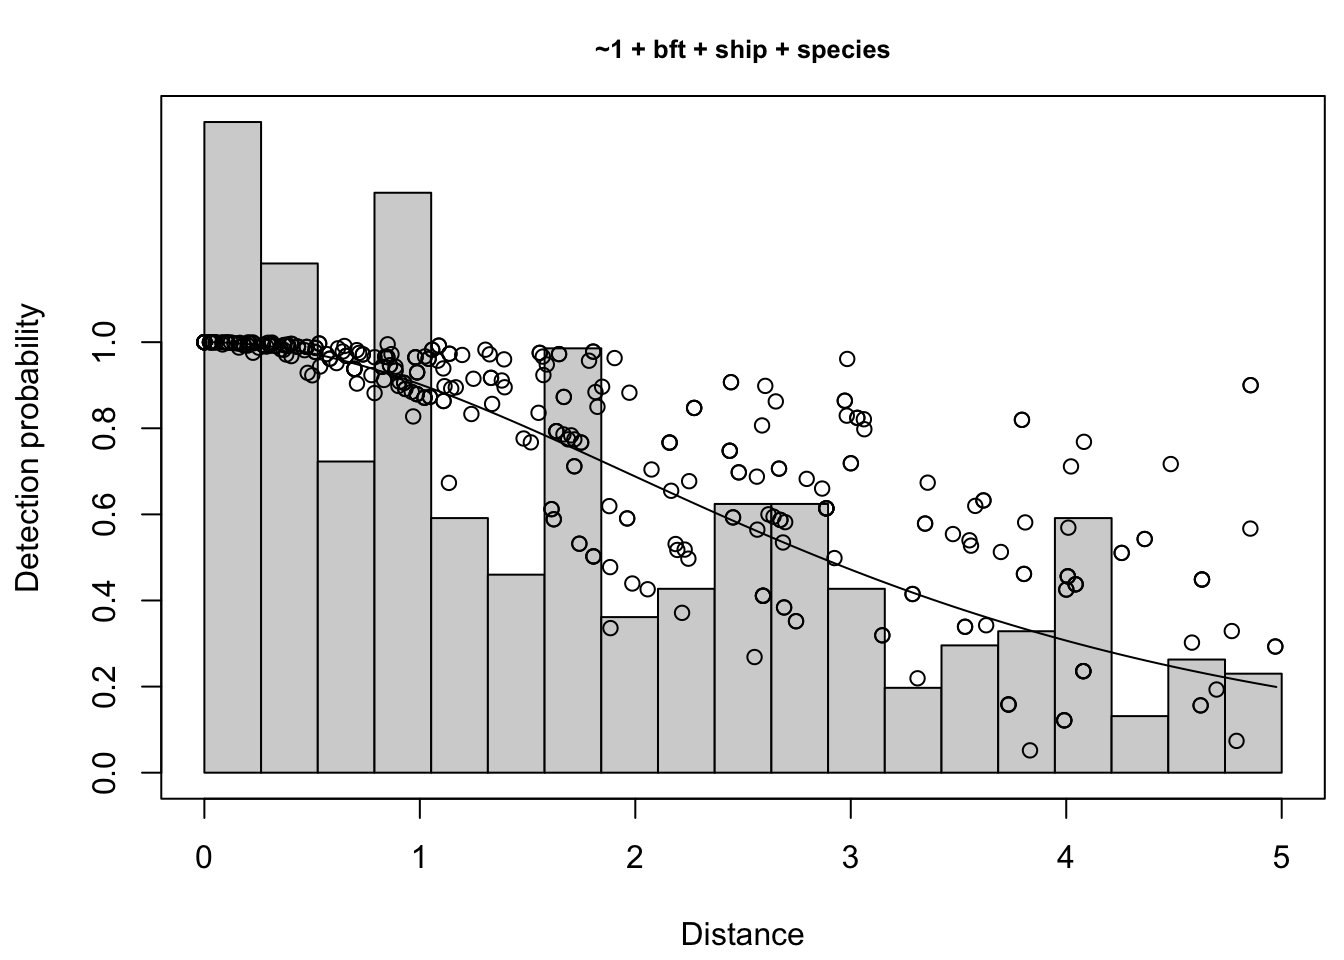 ~1 + bft + ship + species
Detection probability
1.0
0.8
0.6
0.4
0.2
0.0
0 1 2 3 4 5
Distance